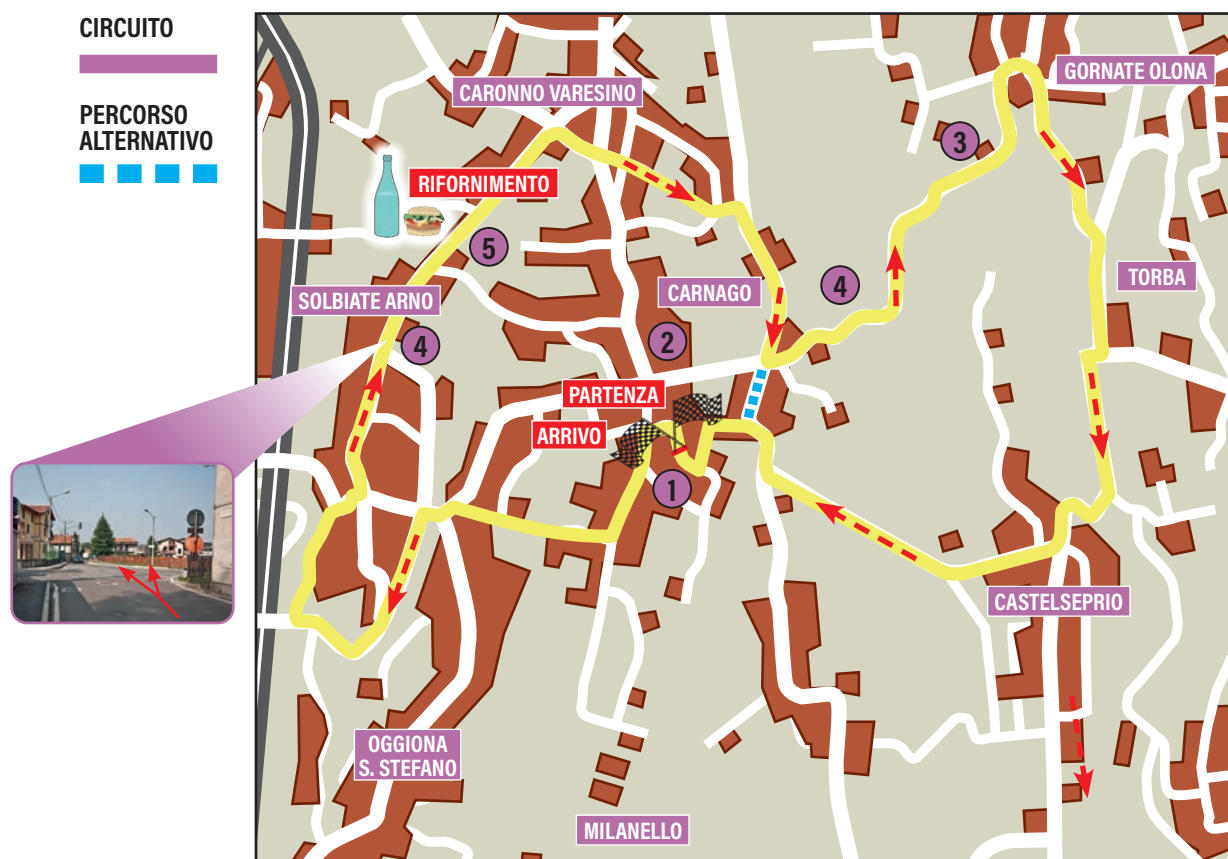 CIRCUITO
PERCORSO
ALTERNATIVO
CARONNO VARESINO
GORNATE OLONA
3
RIFORNIMENTO
5
TORBA
SOLBIATE ARNO
CARNAGO
4
4
2
PARTENZA
ARRIVO
1
CASTELSEPRIO
OGGIONA
S. STEFANO
MILANELLO